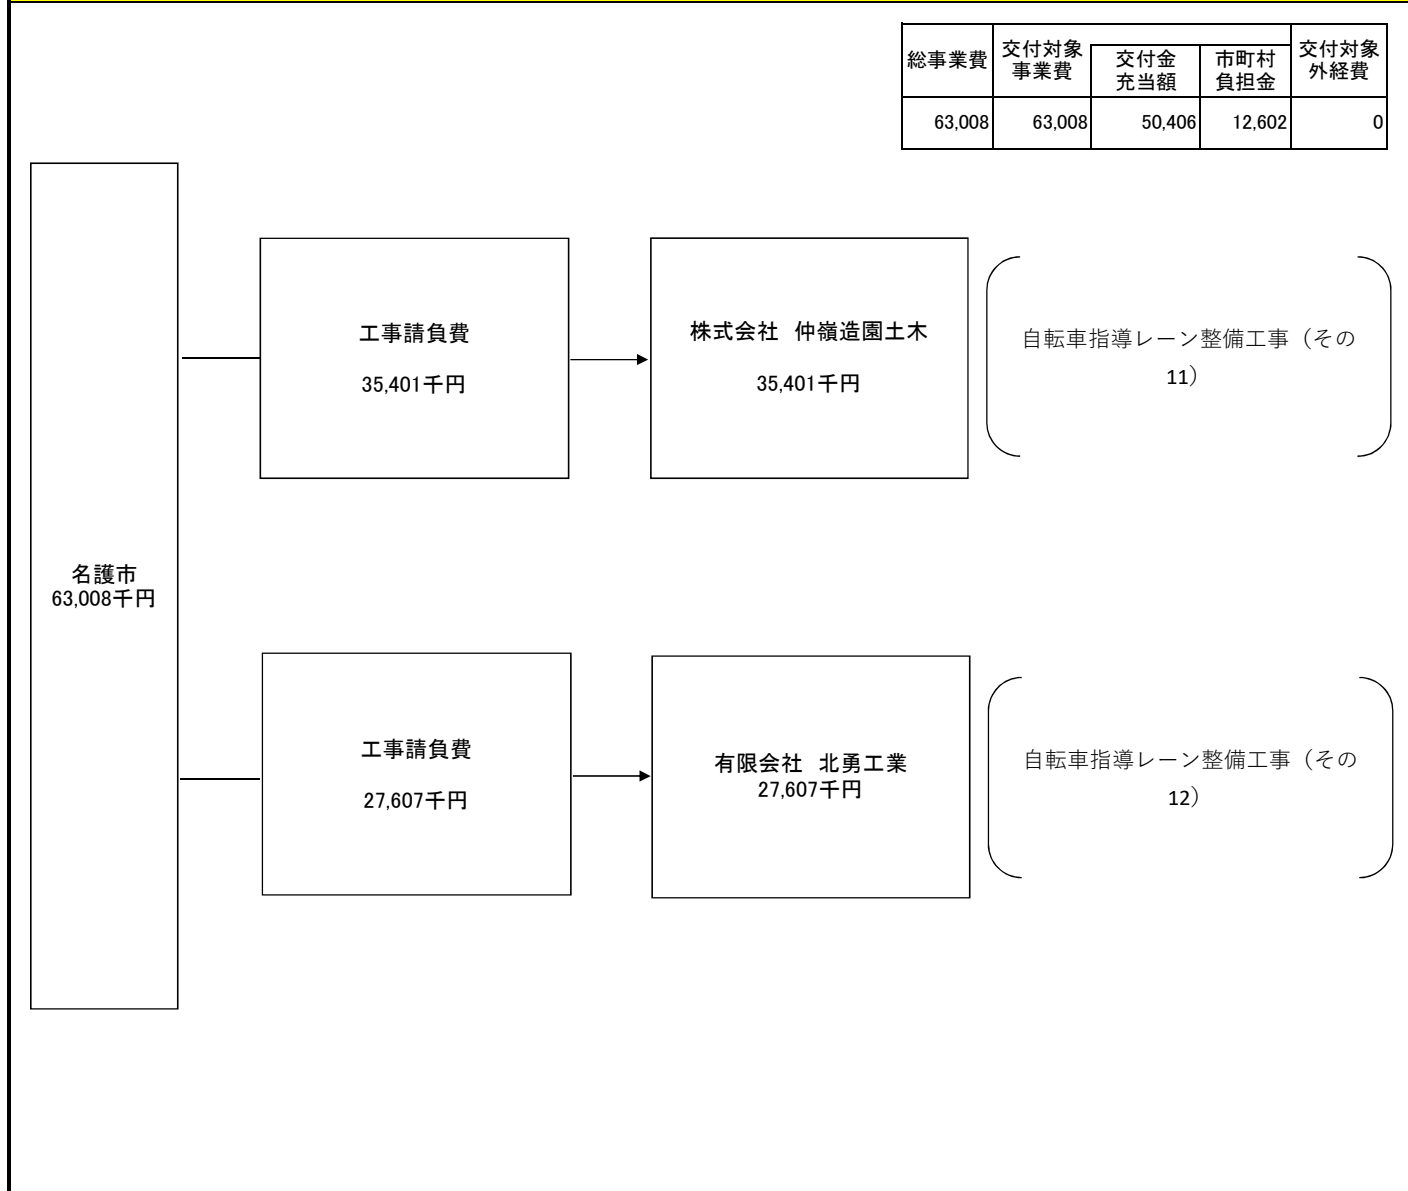 総事業費
交付対象
事業費
交付金
充当額
市町村
負担金
交付対象
外経費
63,008 63,008 50,406 12,602 0
名護市
63,008千円
工事請負費
35,401千円
株式会社 仲嶺造園土木
35,401千円
自転車指導レーン整備工事（その
11）
工事請負費
27,607千円
有限会社 北勇工業
27,607千円
自転車指導レーン整備工事（その
12）